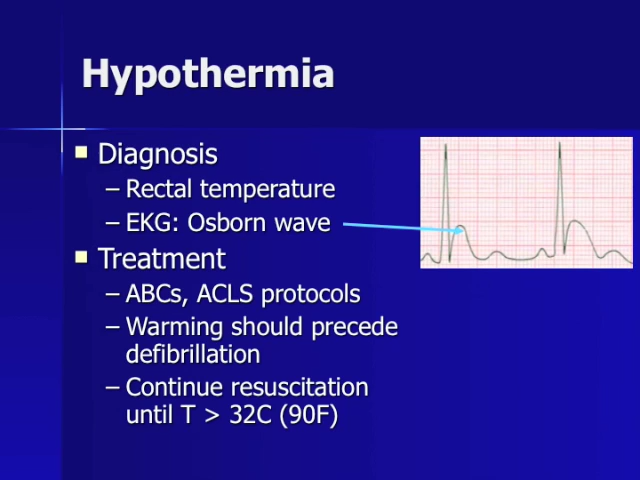 Hypothermia
Diagnosis
– Rectal temperature
– EKG: Osborn wave
Treatment
– ABCs, ACLS protocols
– Warming should precede
defibrillation
– Continue resuscitation
until T > 32C (90F)